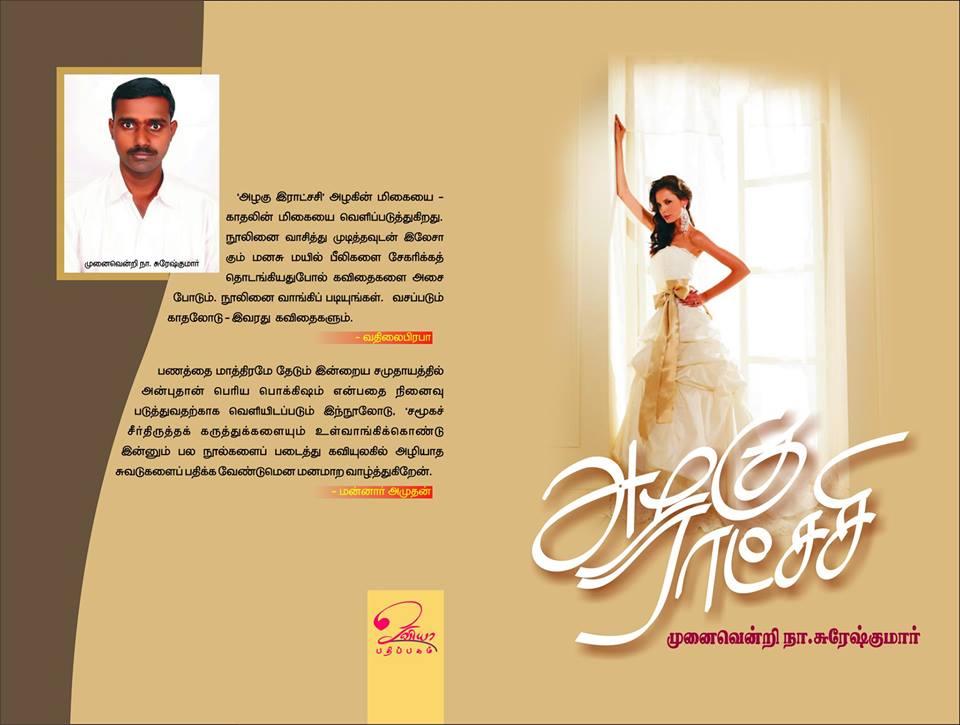 முனைவென்றி நா. சுரேஷ்குமார்
'அழகு இராட்சசி' அழகின் மிகையை -
காதலின் மிகையை வெளிப்படுத்துகிறது.
நூலினை வாசித்து முடித்தவுடன் இலேசா
கும் மனசு மயில் பீலிகளை சேகரிக்கத்
தொடங்கியதுபோல் கவிதைகளை அசை
போடும். நூலினை வாங்கிப் படியுங்கள். வசப்படும்
காதலோடு - இவரது கவிதைகளும்.
- வதிலைபிரபா
பணத்தை மாத்திரமே தேடும் இன்றைய சமுதாயத்தில்
அன்புதான் பெரிய பொக்கிஷம் என்பதை நினைவு
படுத்துவதற்காக வெளியிடப்படும் இந்நூலோடு, 'சமூகச்
சீர்திருத்தக் கருத்துக்களையும் உள்வாங்கிக்கொண்டு
இன்னும் பல நூல்களைப் படைத்து கவியுலகில் அழியாத
சுவடுகளைப் பதிக்க வேண்டுமென மனமாற வாழ்த்துகிறேன்.
- மன்னார் அமுதன்
ஓவியா
பதிப்பகம்
அழகு
ராட்சசி
முனைவென்றி நா.சுரேஷ்குமார்